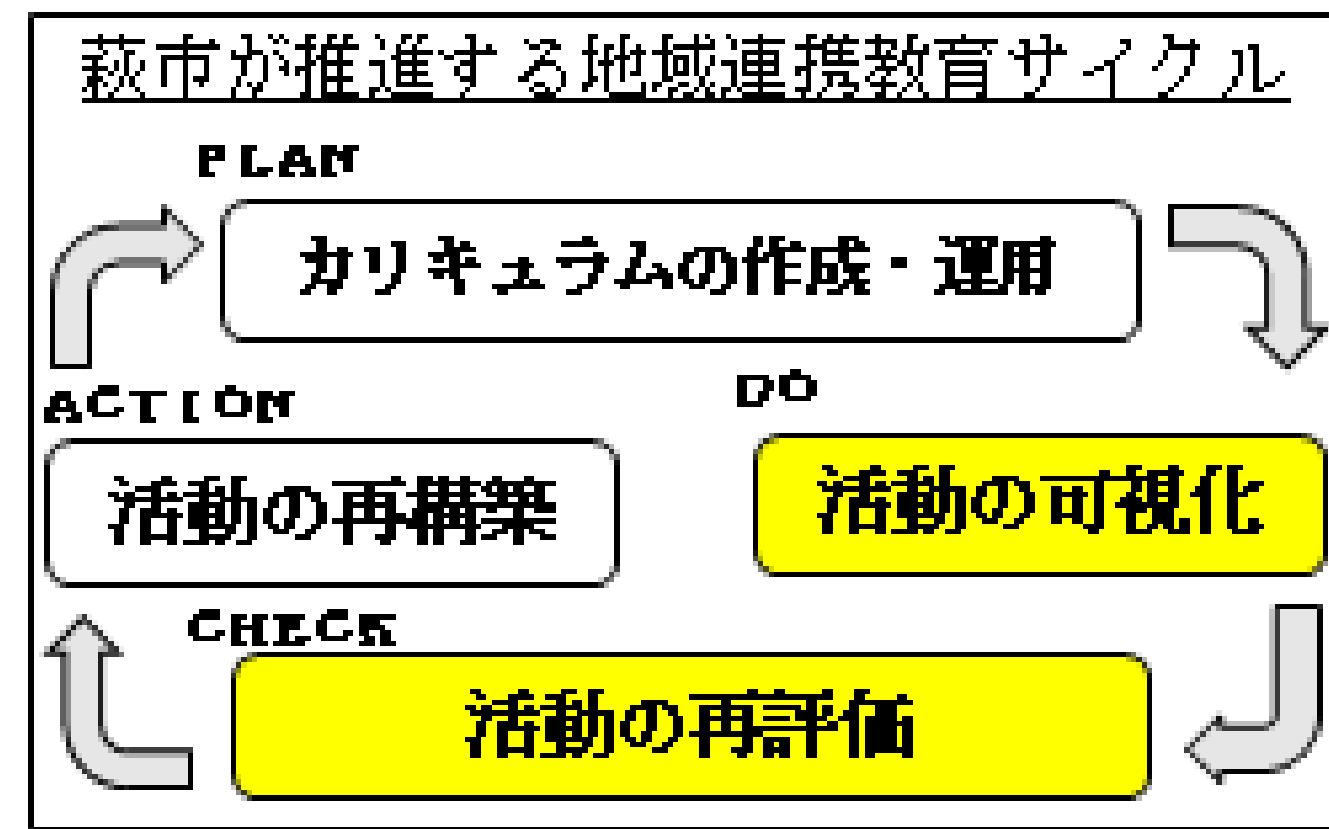 萩市が推進する地域連携教育サイクル
PLAN
カリキュラムの作成・運用
DO
活動の可視化
ACTION
活動の再構築
CHECK
活動の再評価